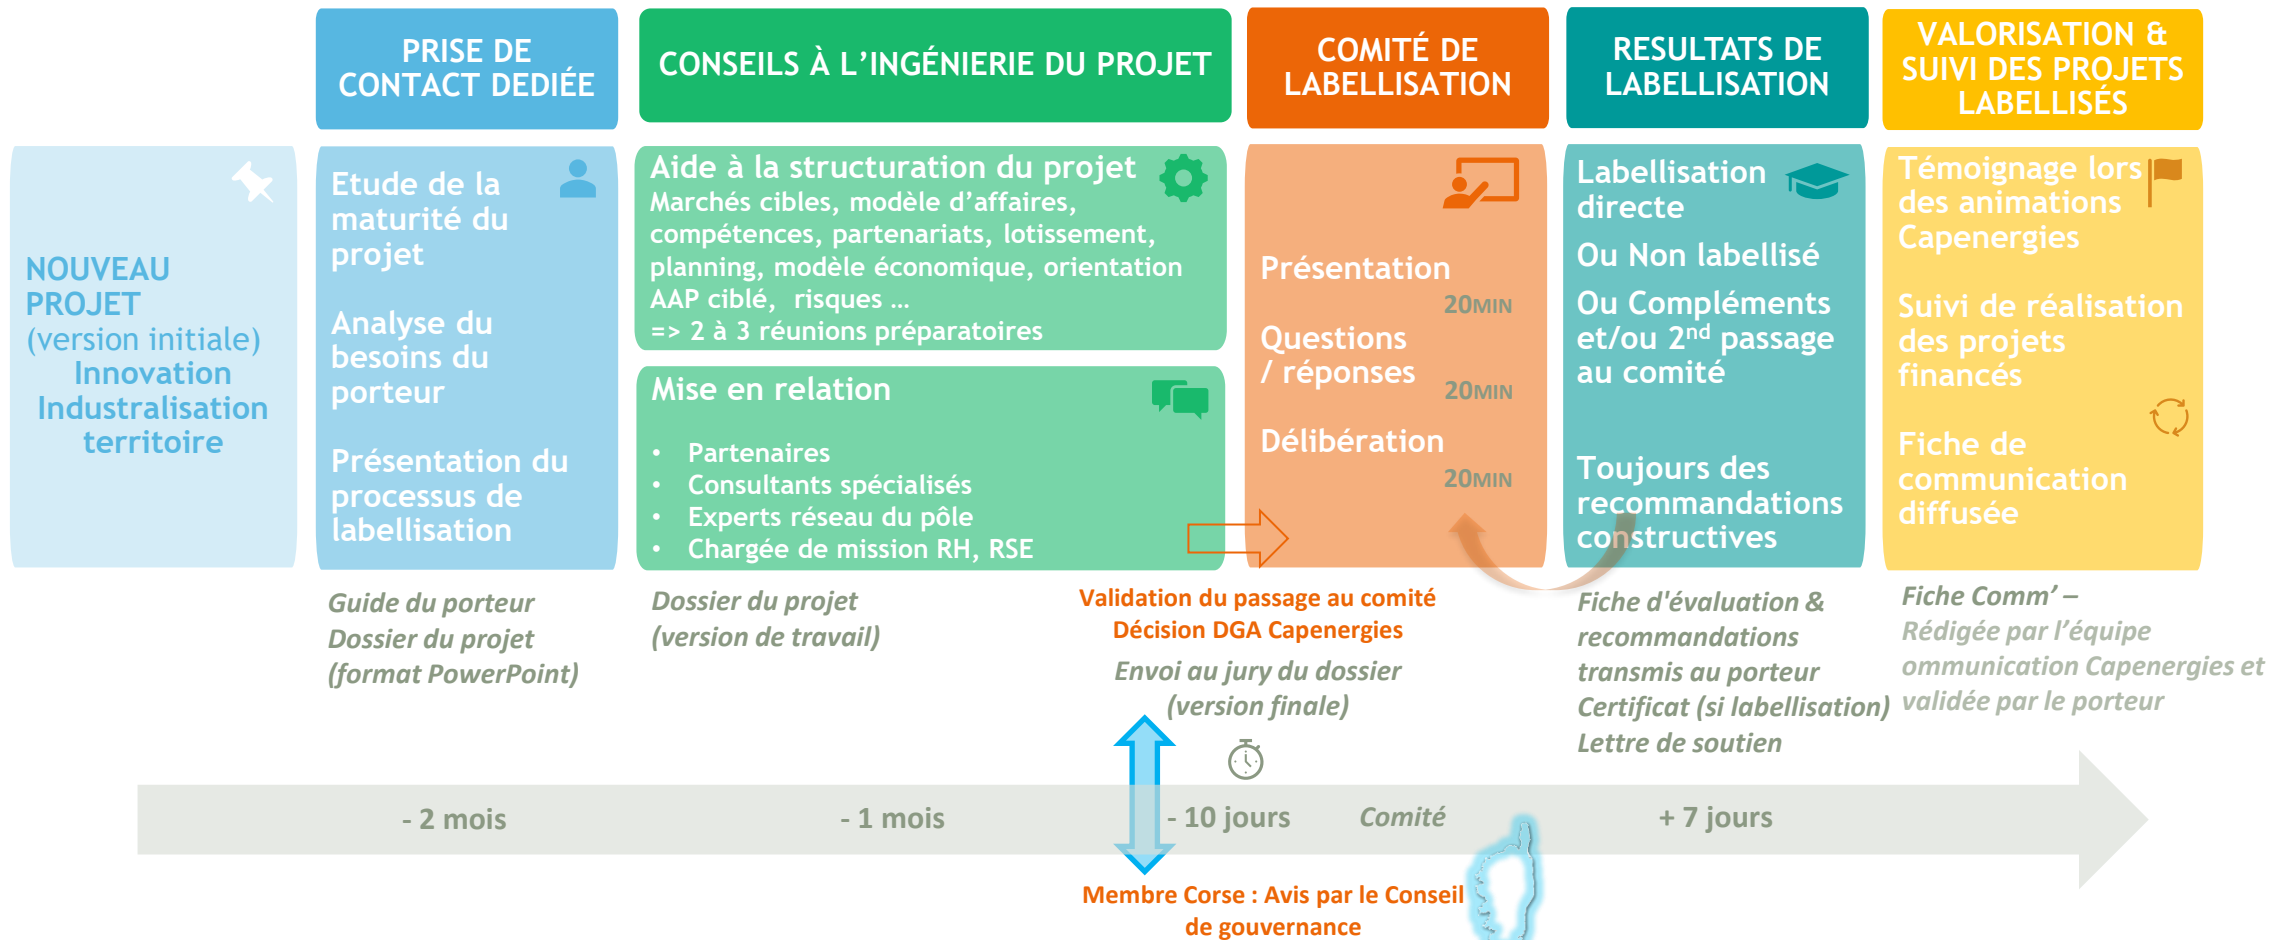 PRISE DE
CONTACT DEDIÉE
CONSEILS À L'INGÉNIERIE DU PROJET
COMITÉ DE
LABELLISATION
RESULTATS DE
LABELLISATION
VALORISATION &
SUIVI DES PROJETS
LABELLISÉS
NOUVEAU
PROJET
(version initiale)
Innovation
Industralisation
territoire
Etude de la
maturité du
projet
Analyse du
besoins du
porteur
Présentation du
processus de
labellisation
Aide à la structuration du projet
Marchés cibles, modèle d'affaires,
compétences, partenariats, lotissement,
planning, modèle économique, orientation
AAP ciblé, risques ...
=> 2 à 3 réunions préparatoires
Mise en relation
• Partenaires
• Consultants spécialisés
• Experts réseau du pôle
• Chargée de mission RH, RSE
Présentation
20MIN
Questions
/ réponses
20MIN
Délibération
20MIN
Labellisation
directe
Ou Non labellisé
Ou Compléments
et/ou 2nd passage
au comité
Toujours des
recommandations
constructives
Témoignage lors
des animations
Capenergies
Suivi de réalisation
des projets
financés
Fiche de
communication
diffusée
Guide du porteur
Dossier du projet
(format PowerPoint)
Dossier du projet
(version de travail)
Validation du passage au comité
Décision DGA Capenergies
Envoi au jury du dossier
(version finale)
Fiche d'évaluation &
recommandations
transmis au porteur
Certificat (si labellisation)
Lettre de soutien
Fiche Comm' –
Rédigée par l'équipe
ommunication Capenergies et
validée par le porteur
- 2 mois
- 1 mois
- 10 jours
Comité
+ 7 jours
Membre Corse : Avis par le Conseil
de gouvernance